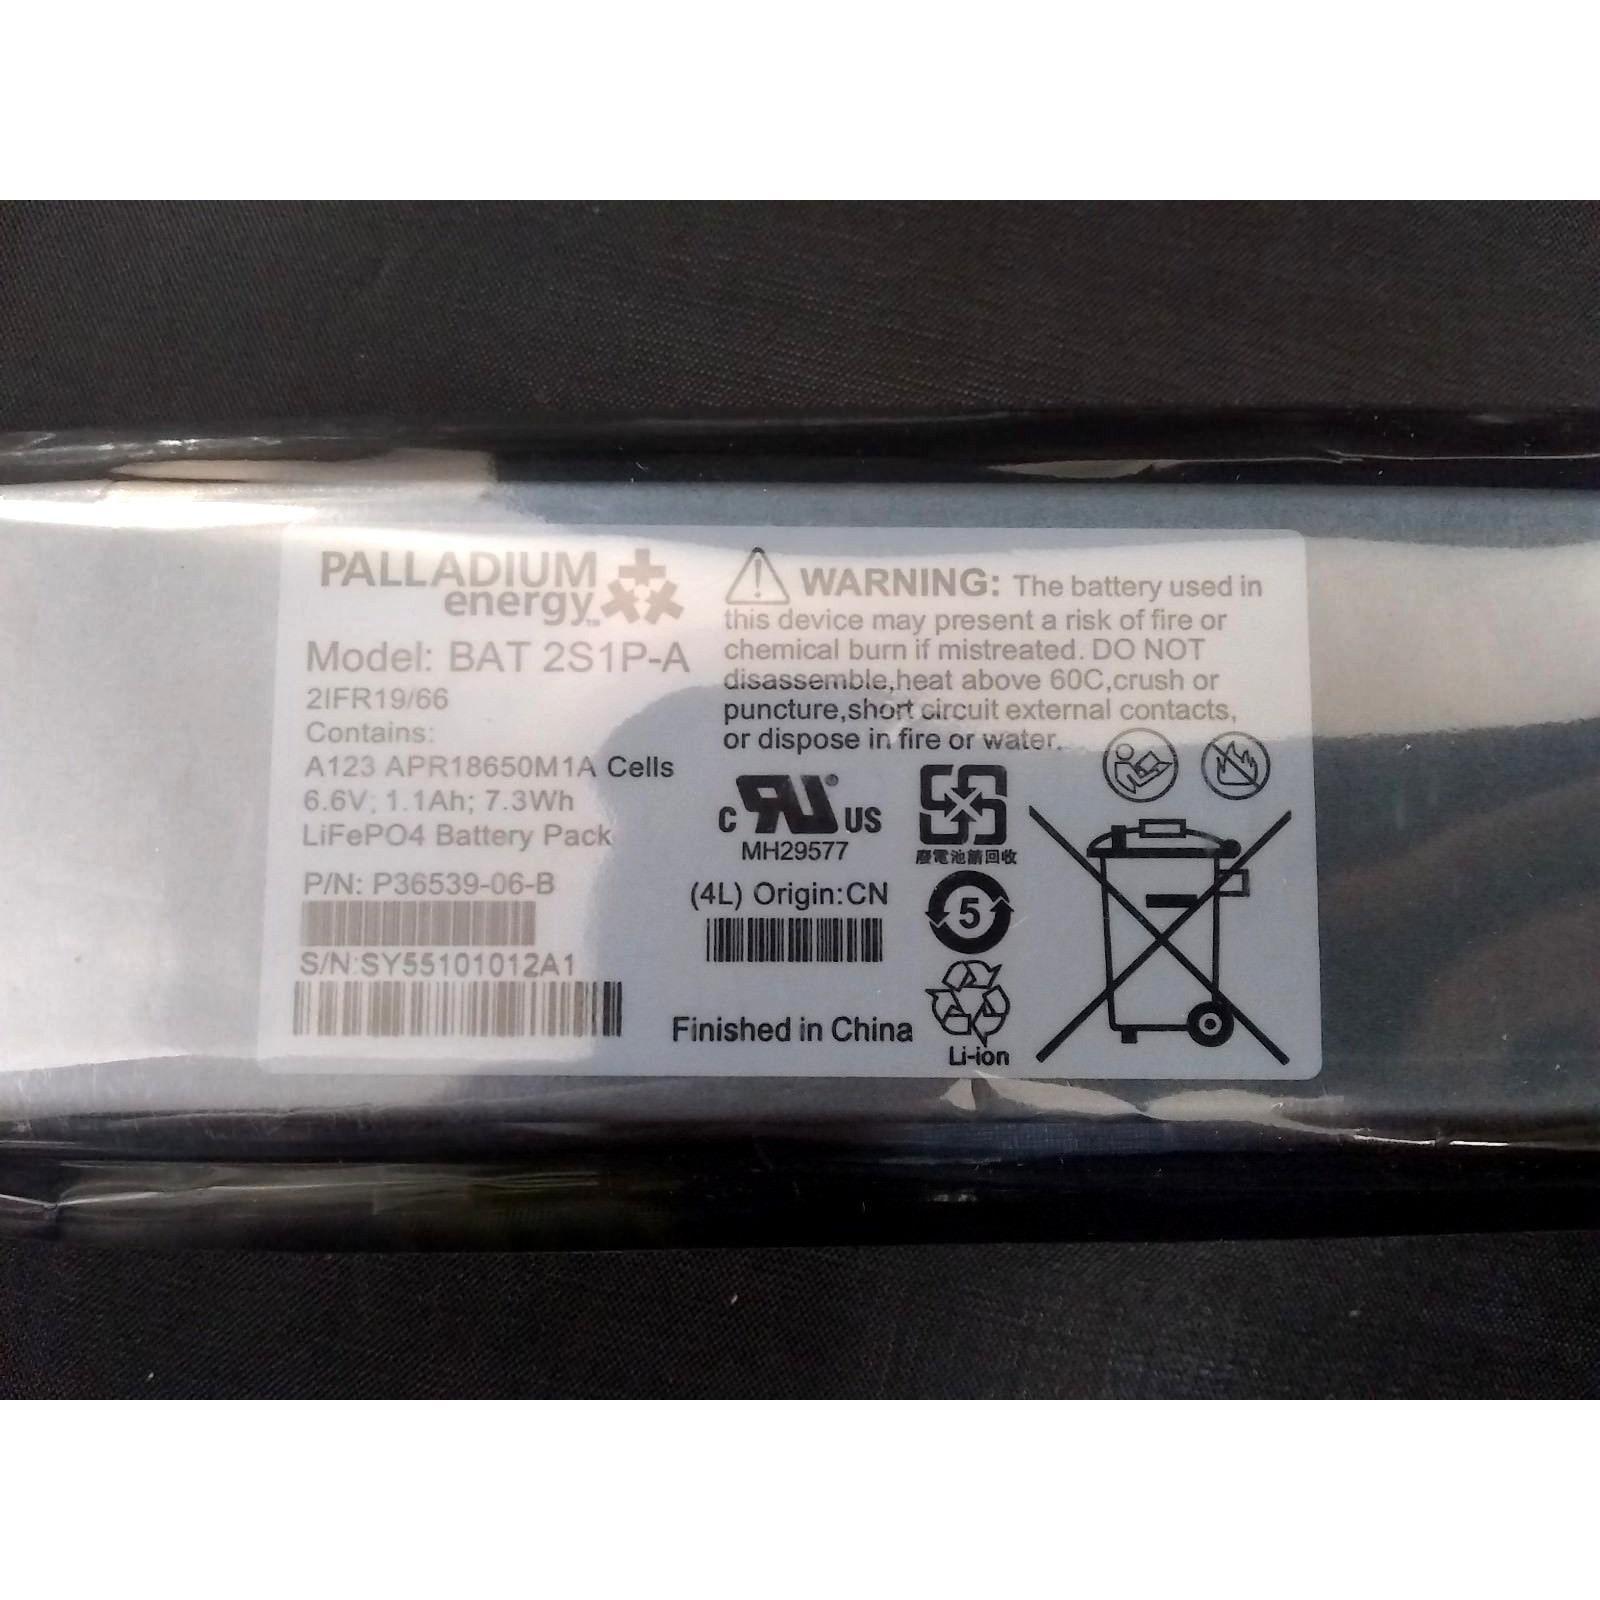 PALLADIUM
energy™
Model: BAT 2S1P-A
2IFR19/66
Contains:
A123 APR18650M1A Cells
6.6V; 1.1Ah; 7.3Wh
LiFePO4 Battery Pack
P/N: P36539-06-B
S/N:SY55101012A1
WARNING: The battery used in
this device may present a risk of fire or
chemical burn if mistreated. DO NOT
disassemble,heat above 60C,crush or
puncture,short circuit external contacts,
or dispose in fire or water.
C RU® US
MH29577
(4L) Origin:CN
Finished in China
廢電池請回收
5
Li-ion